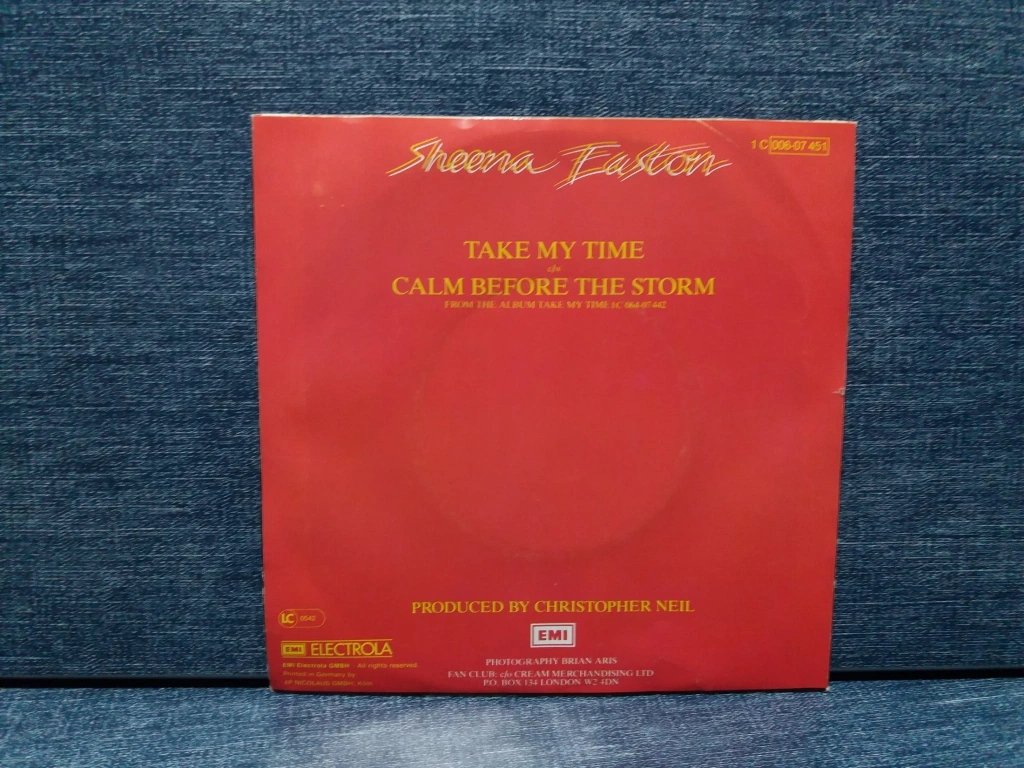 Sheena Easton
1 C 006-07 451
TAKE MY TIME
c/w
CALM BEFORE THE STORM
FROM THE ALBUM TAKE MY TIME 1C 064-07 442
PRODUCED BY CHRISTOPHER NEIL
LC 0542
EMI
EMI ELECTROLA
EMI Electrola GMBH All rights reserved.
Printed in Germany by
PHOTOGRAPHY BRIAN ARIS
FAN CLUB: c/o CREAM MERCHANDISING LTD
P.O. BOX 134 LONDON W2 4DN